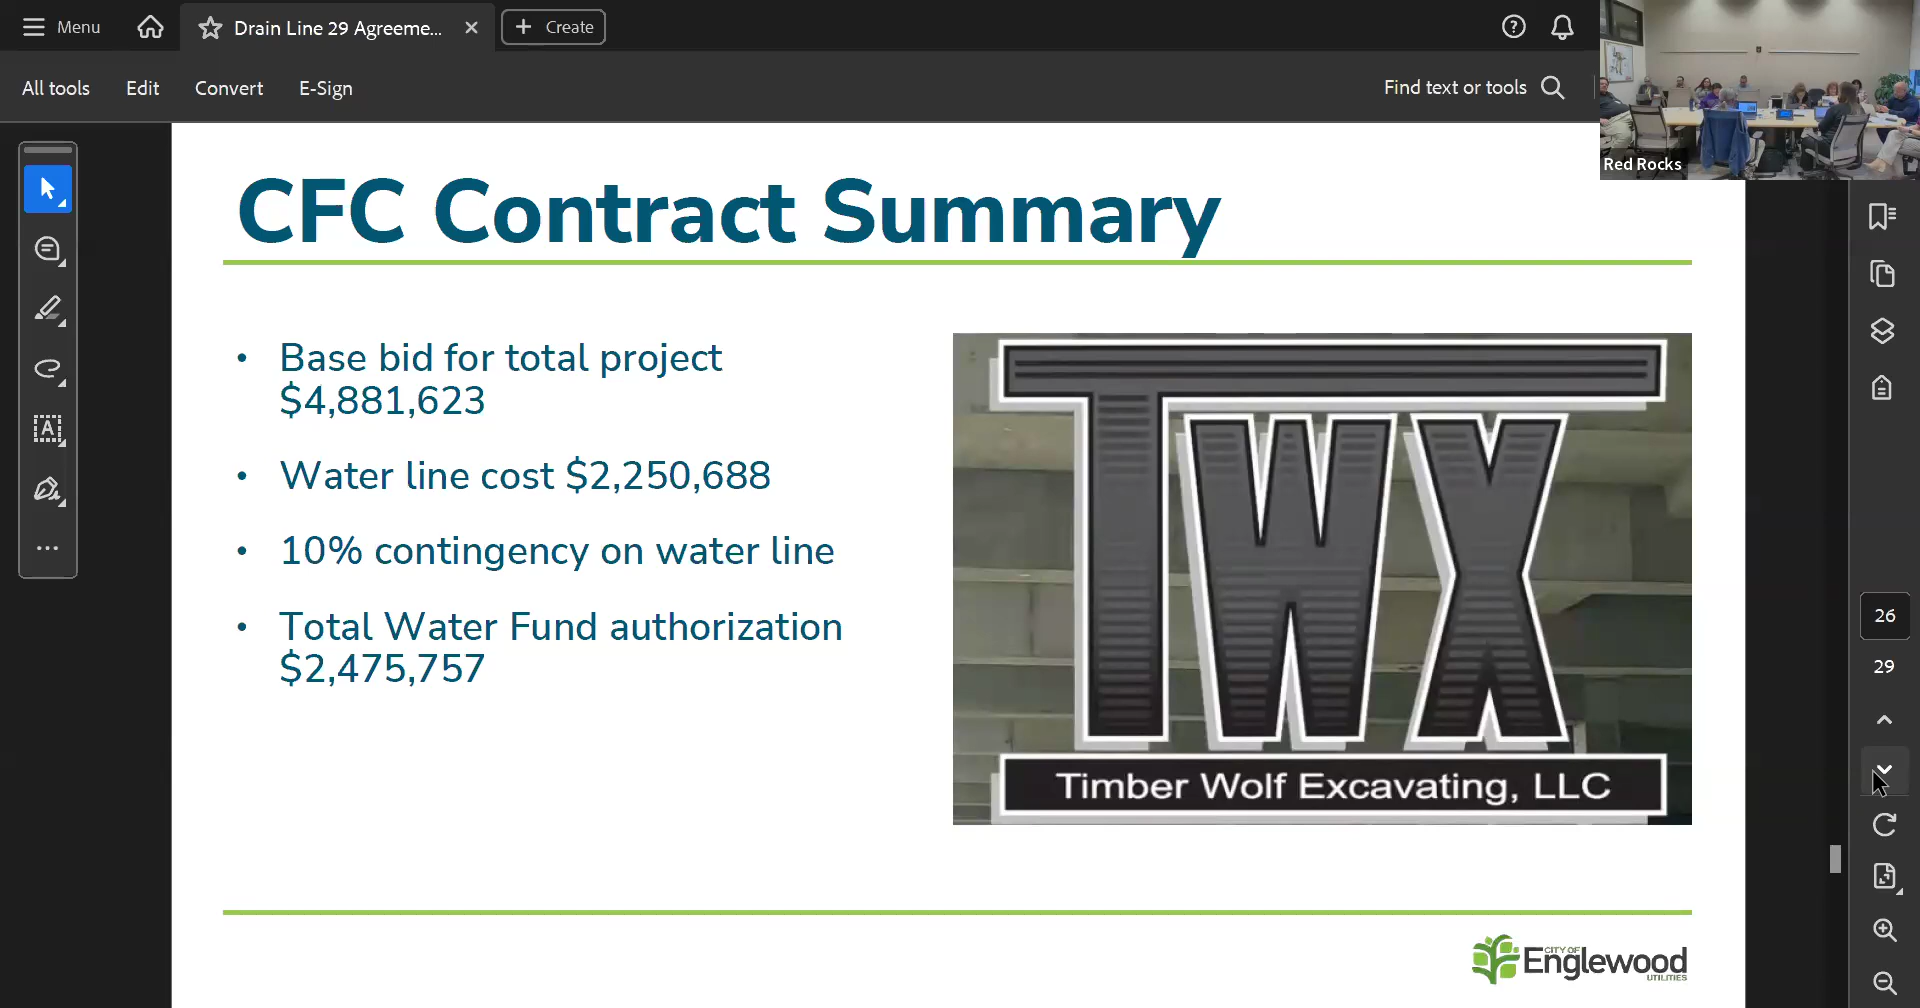 Menu
Drain Line 29 Agreeme...
Create
All tools
Edit
Convert
E-Sign
Find text or tools
Red Rocks
CFC Contract Summary
• Base bid for total project
$4,881,623
• Water line cost $2,250,688
• 10% contingency on water line
• Total Water Fund authorization
$2,475,757
TWX
Timber Wolf Excavating, LLC
26
29
CITY OF
Englewood
UTILITIES